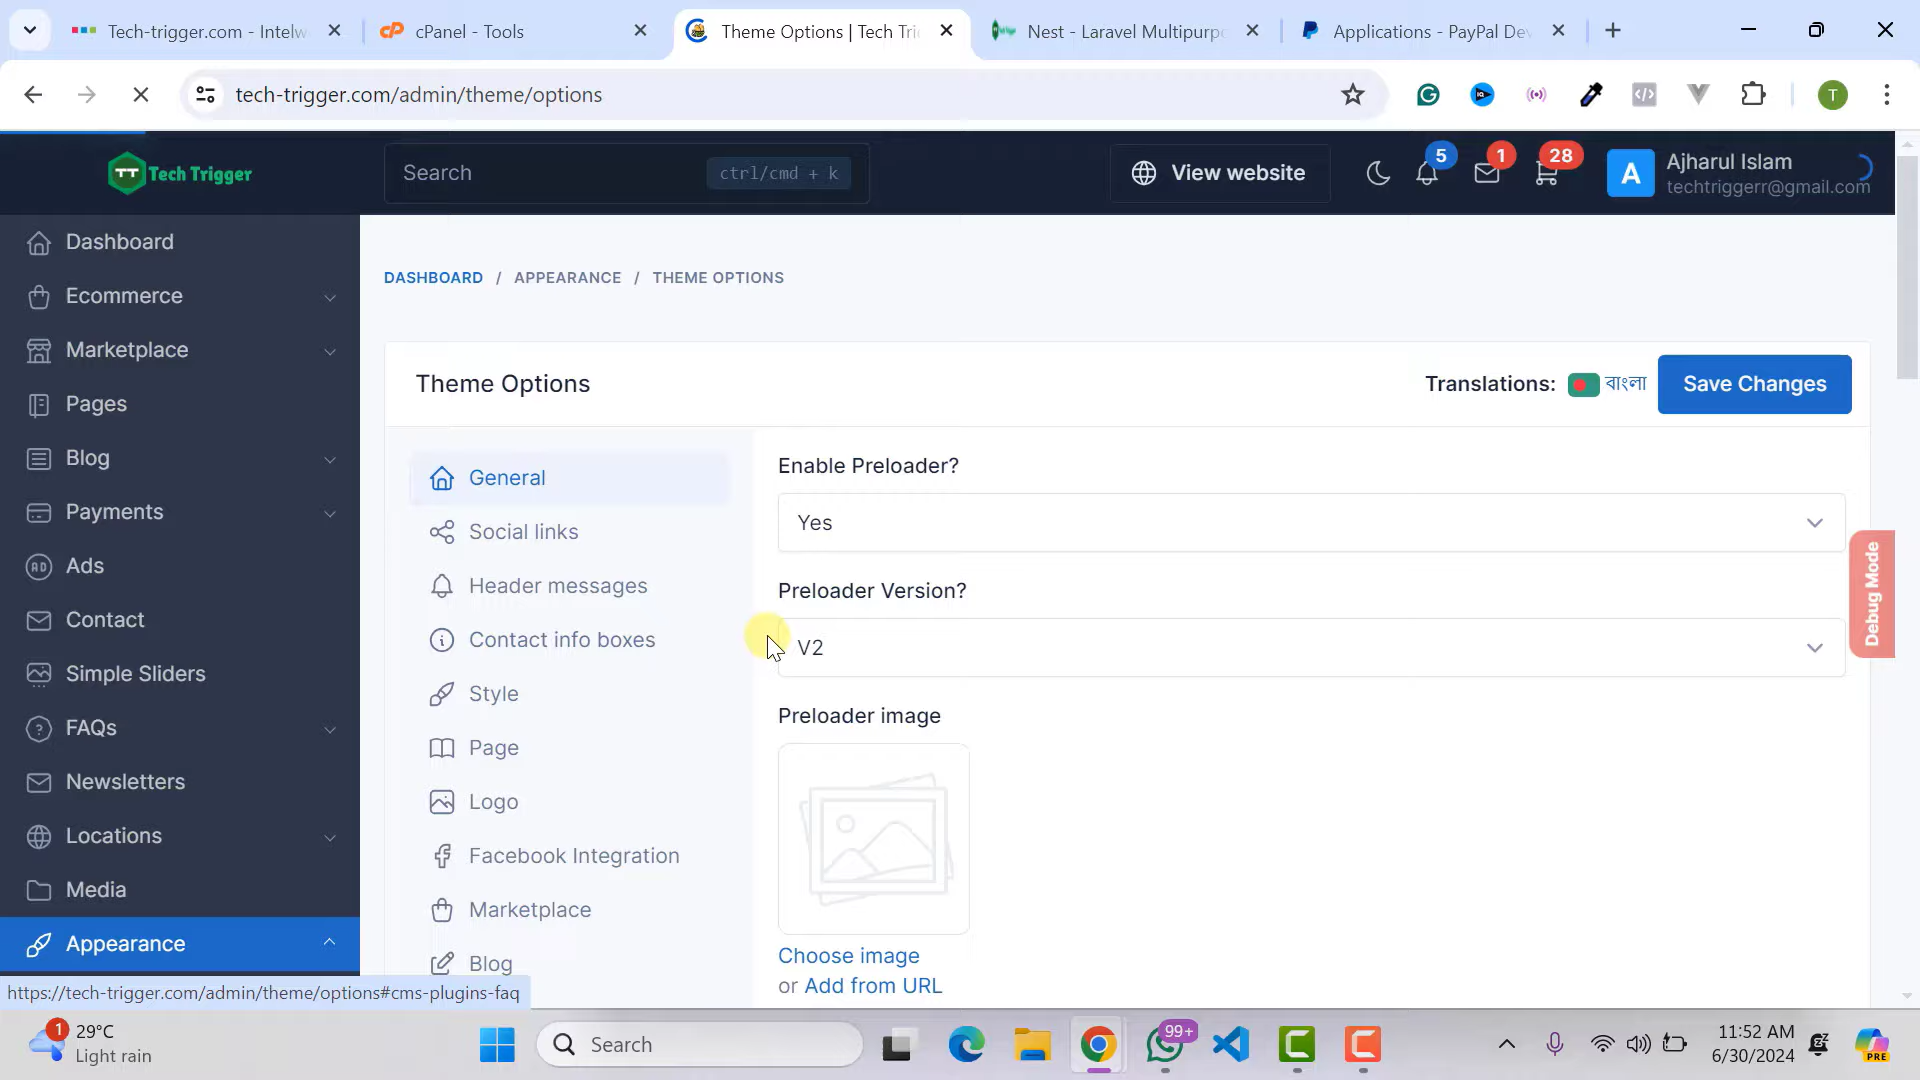 Tech-trigger.com - Intelw
cPanel - Tools
Theme Options | Tech Tri
Nest - Laravel Multipurpo
Applications - PayPal Dev
tech-trigger.com/admin/theme/options
T
TT Tech Trigger
Search
ctrl/cmd + k
View website
5
1
28
A
Ajharul Islam
techtriggerr@gmail.com
Dashboard
Ecommerce
Marketplace
Pages
Blog
Payments
Ads
Contact
Simple Sliders
FAQs
Newsletters
Locations
Media
Appearance
DASHBOARD / APPEARANCE / THEME OPTIONS
Theme Options
Translations: বাংলা
Save Changes
General
Social links
Header messages
Contact info boxes
Style
Page
Logo
Facebook Integration
Marketplace
Blog
Enable Preloader?
Yes
Preloader Version?
V2
Preloader image
Choose image
or Add from URL
Debug Mode
https://tech-trigger.com/admin/theme/options#cms-plugins-faq
1
29°C
Light rain
Search
99+
11:52 AM
6/30/2024
PRE